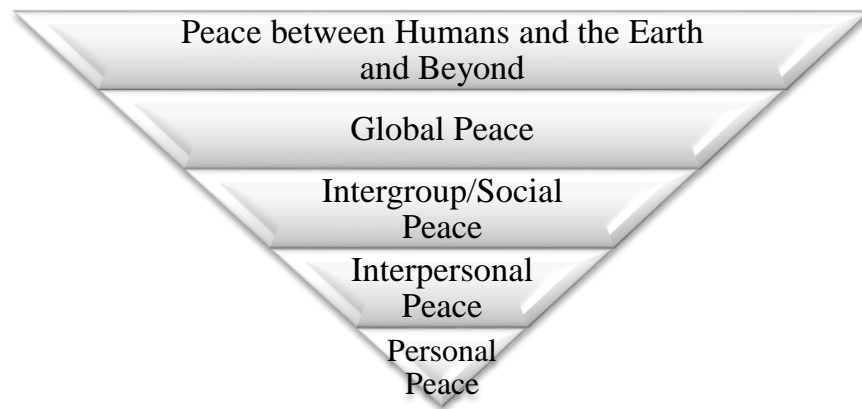 Peace between Humans and the Earth
and Beyond
Global Peace
Intergroup/Social
Peace
Interpersonal
Peace
Personal
Peace